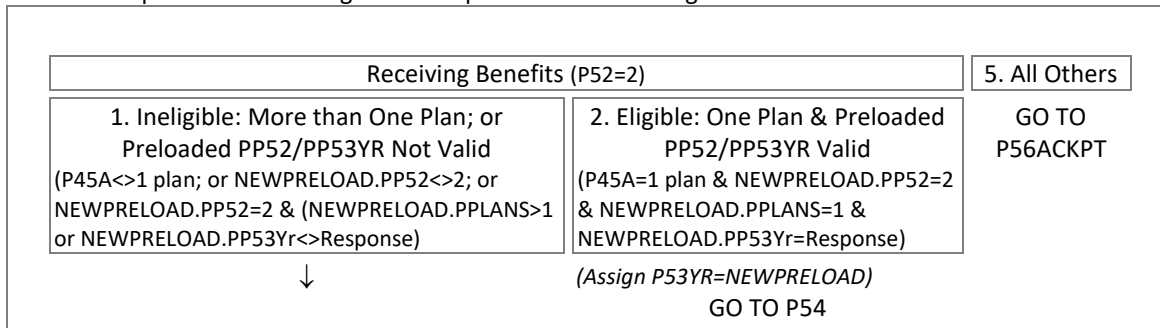 Receiving Benefits (P52=2)
5. All Others
1. Ineligible: More than One Plan; or
Preloaded PP52/PP53YR Not Valid
(P45A<>1 plan; or NEWPRELOAD.PP52<>2; or
NEWPRELOAD.PP52=2 & (NEWPRELOAD.PPLANS>1
or NEWPRELOAD.PP53Yr<>Response)
↓
2. Eligible: One Plan & Preloaded
PP52/PP53YR Valid
(P45A=1 plan & NEWPRELOAD.PP52=2
& NEWPRELOAD.PPLANS=1 &
NEWPRELOAD.PP53Yr=Response)
(Assign P53YR=NEWPRELOAD)
GO TO P54
GO TO
P56ACKPT